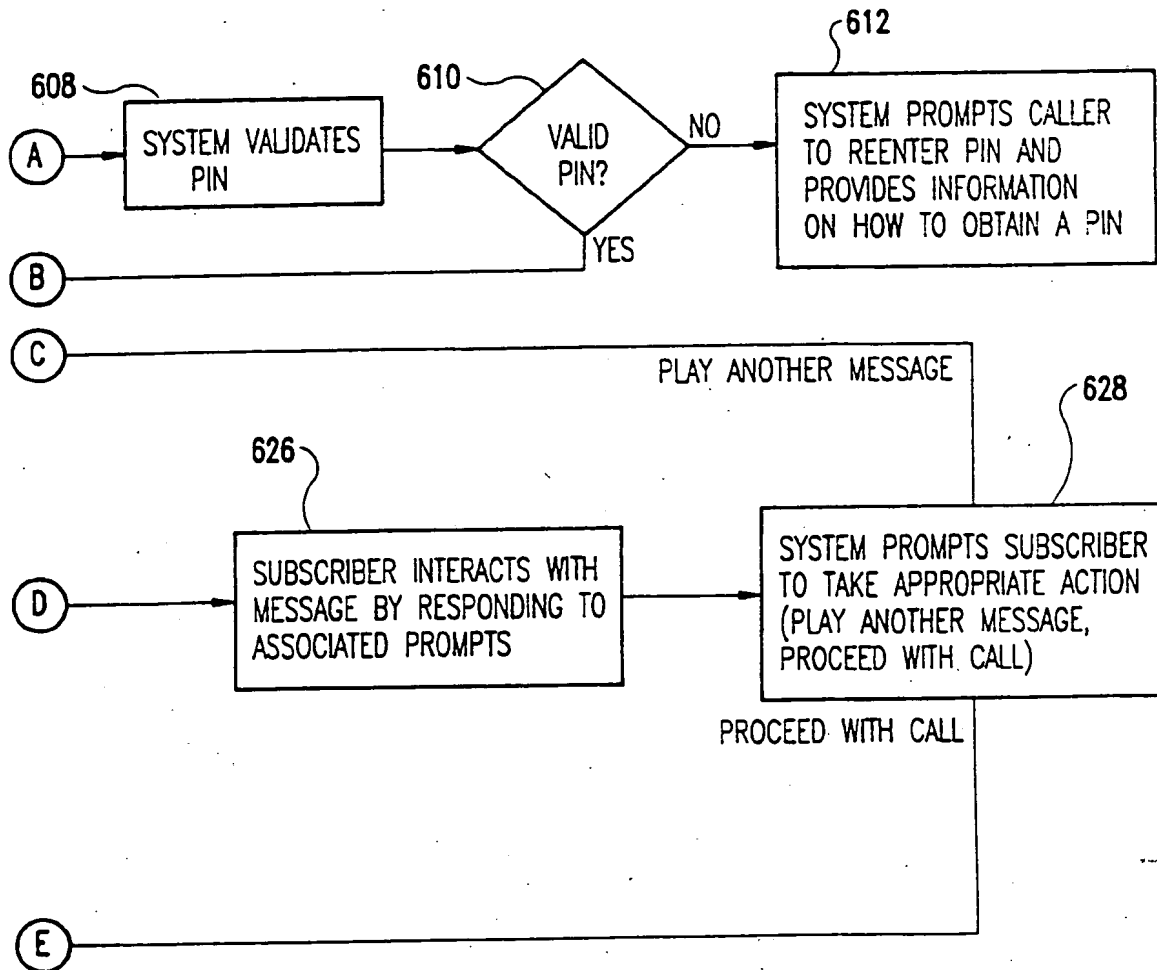 612
608
610
A
SYSTEM VALIDATES
PIN
VALID
PIN?
NO
SYSTEM PROMPTS CALLER
TO REENTER PIN AND
PROVIDES INFORMATION
ON HOW TO OBTAIN A PIN
YES
B
C
PLAY ANOTHER MESSAGE
628
626
D
SUBSCRIBER INTERACTS WITH
MESSAGE BY RESPONDING TO
ASSOCIATED PROMPTS
SYSTEM PROMPTS SUBSCRIBER
TO TAKE APPROPRIATE ACTION
(PLAY ANOTHER MESSAGE,
PROCEED WITH CALL)
PROCEED WITH CALL
E